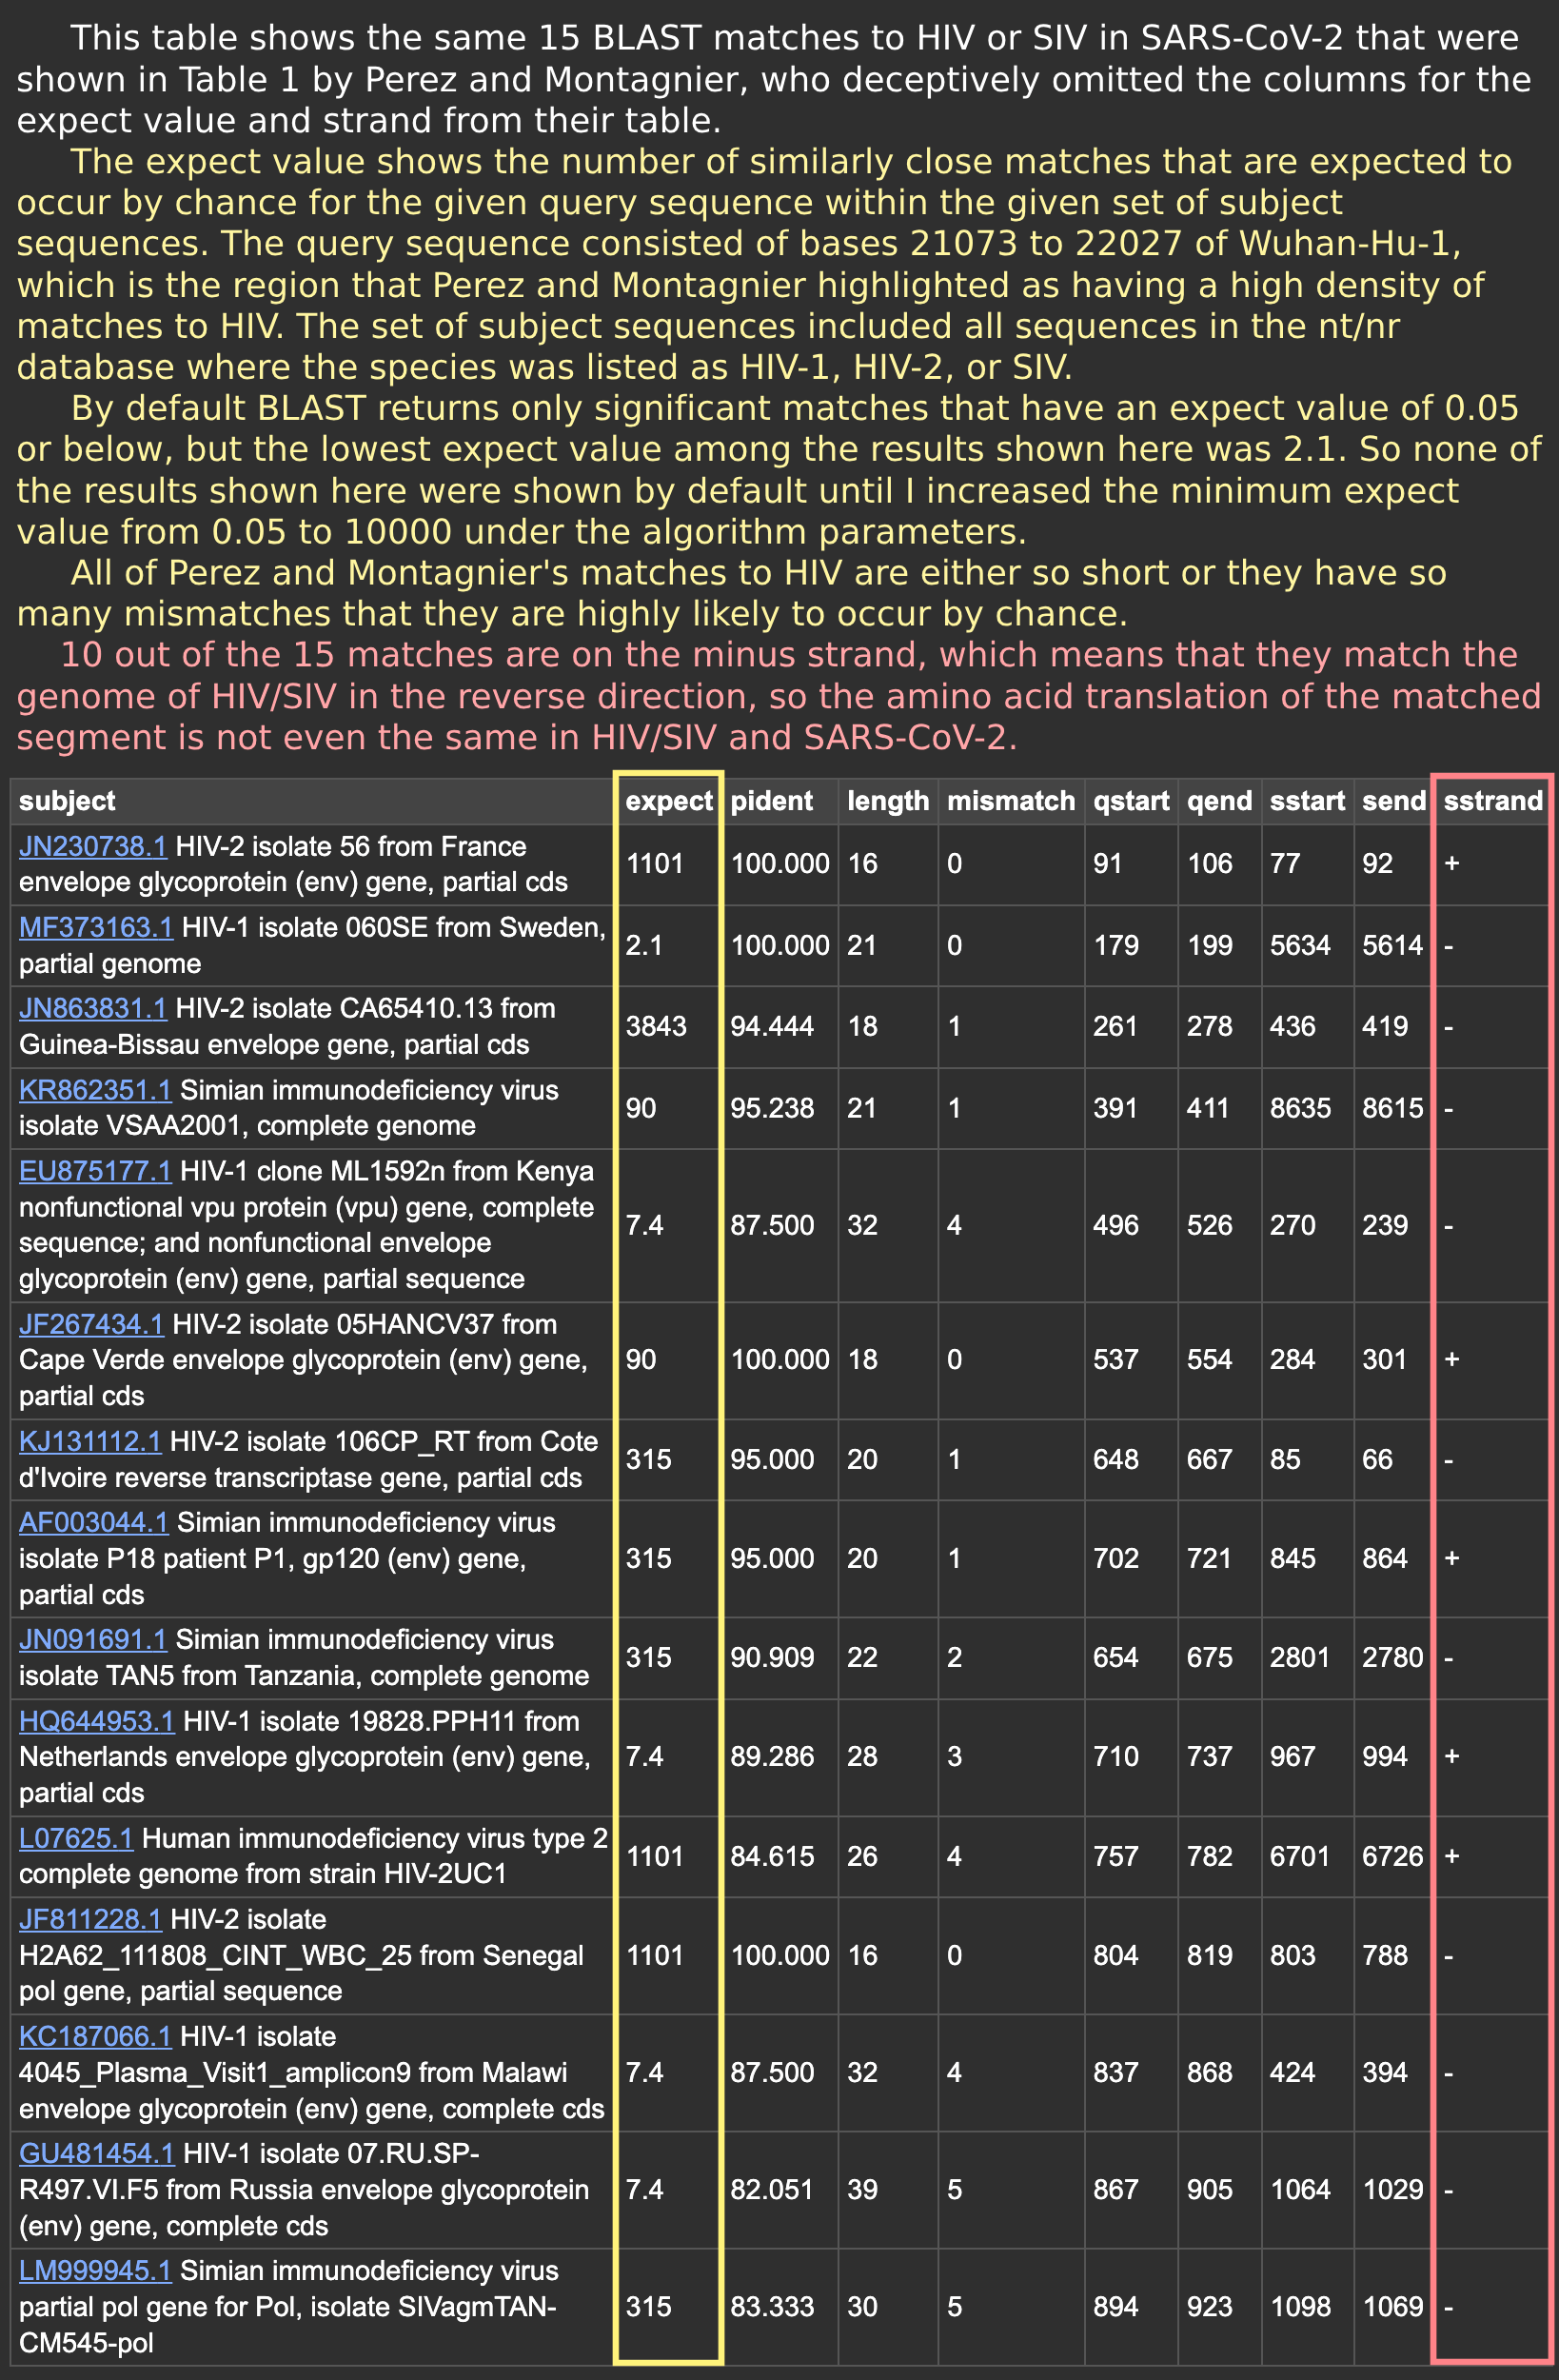 This table shows the same 15 BLAST matches to HIV or SIV in SARS-CoV-2 that were
shown in Table 1 by Perez and Montagnier, who deceptively omitted the columns for the
expect value and strand from their table.
The expect value shows the number of similarly close matches that are expected to
occur by chance for the given query sequence within the given set of subject
sequences. The query sequence consisted of bases 21073 to 22027 of Wuhan-Hu-1,
which is the region that Perez and Montagnier highlighted as having a high density of
matches to HIV. The set of subject sequences included all sequences in the nt/nr
database where the species was listed as HIV-1, HIV-2, or SIV.
By default BLAST returns only significant matches that have an expect value of 0.05
or below, but the lowest expect value among the results shown here was 2.1. So none of
the results shown here were shown by default until I increased the minimum expect
value from 0.05 to 10000 under the algorithm parameters.
All of Perez and Montagnier's matches to HIV are either so short or they have so
many mismatches that they are highly likely to occur by chance.
10 out of the 15 matches are on the minus strand, which means that they match the
genome of HIV/SIV in the reverse direction, so the amino acid translation of the matched
segment is not even the same in HIV/SIV and SARS-CoV-2.
subject expect pident length mismatch qstart qend sstart send sstrand
JN230738.1 HIV-2 isolate 56 from France
envelope glycoprotein (env) gene, partial cds
1101 100.000 16 0 91 106 77 92 +
MF373163.1 HIV-1 isolate 060SE from Sweden,
partial genome
2.1 100.000 21 0 179 199 5634 5614 -
JN863831.1 HIV-2 isolate CA65410.13 from
Guinea-Bissau envelope gene, partial cds
3843 94.444 18 1 261 278 436 419 -
KR862351.1 Simian immunodeficiency virus
isolate VSAA2001, complete genome
90 95.238 21 1 391 411 8635 8615 -
EU875177.1 HIV-1 clone ML1592n from Kenya
nonfunctional vpu protein (vpu) gene, complete
sequence; and nonfunctional envelope
glycoprotein (env) gene, partial sequence
7.4 87.500 32 4 496 526 270 239 -
JF267434.1 HIV-2 isolate 05HANCV37 from
Cape Verde envelope glycoprotein (env) gene,
partial cds
90 100.000 18 0 537 554 284 301 +
KJ131112.1 HIV-2 isolate 106CP_RT from Cote
d'Ivoire reverse transcriptase gene, partial cds
315 95.000 20 1 648 667 85 66 -
AF003044.1 Simian immunodeficiency virus
isolate P18 patient P1, gp120 (env) gene,
partial cds
315 95.000 20 1 702 721 845 864 +
JN091691.1 Simian immunodeficiency virus
isolate TAN5 from Tanzania, complete genome
315 90.909 22 2 654 675 2801 2780 -
HQ644953.1 HIV-1 isolate 19828.PPH11 from
Netherlands envelope glycoprotein (env) gene,
partial cds
7.4 89.286 28 3 710 737 967 994 +
L07625.1 Human immunodeficiency virus type 2
complete genome from strain HIV-2UC1
1101 84.615 26 4 757 782 6701 6726 +
JF811228.1 HIV-2 isolate
H2A62_111808_CINT_WBC_25 from Senegal
pol gene, partial sequence
1101 100.000 16 0 804 819 803 788 -
KC187066.1 HIV-1 isolate
4045_Plasma_Visit1_amplicon9 from Malawi
envelope glycoprotein (env) gene, complete cds
7.4 87.500 32 4 837 868 424 394 -
GU481454.1 HIV-1 isolate 07.RU.SP-
R497.VI.F5 from Russia envelope glycoprotein
(env) gene, complete cds
7.4 82.051 39 5 867 905 1064 1029 -
LM999945.1 Simian immunodeficiency virus
partial pol gene for Pol, isolate SIVagmTAN-
CM545-pol
315 83.333 30 5 894 923 1098 1069 -